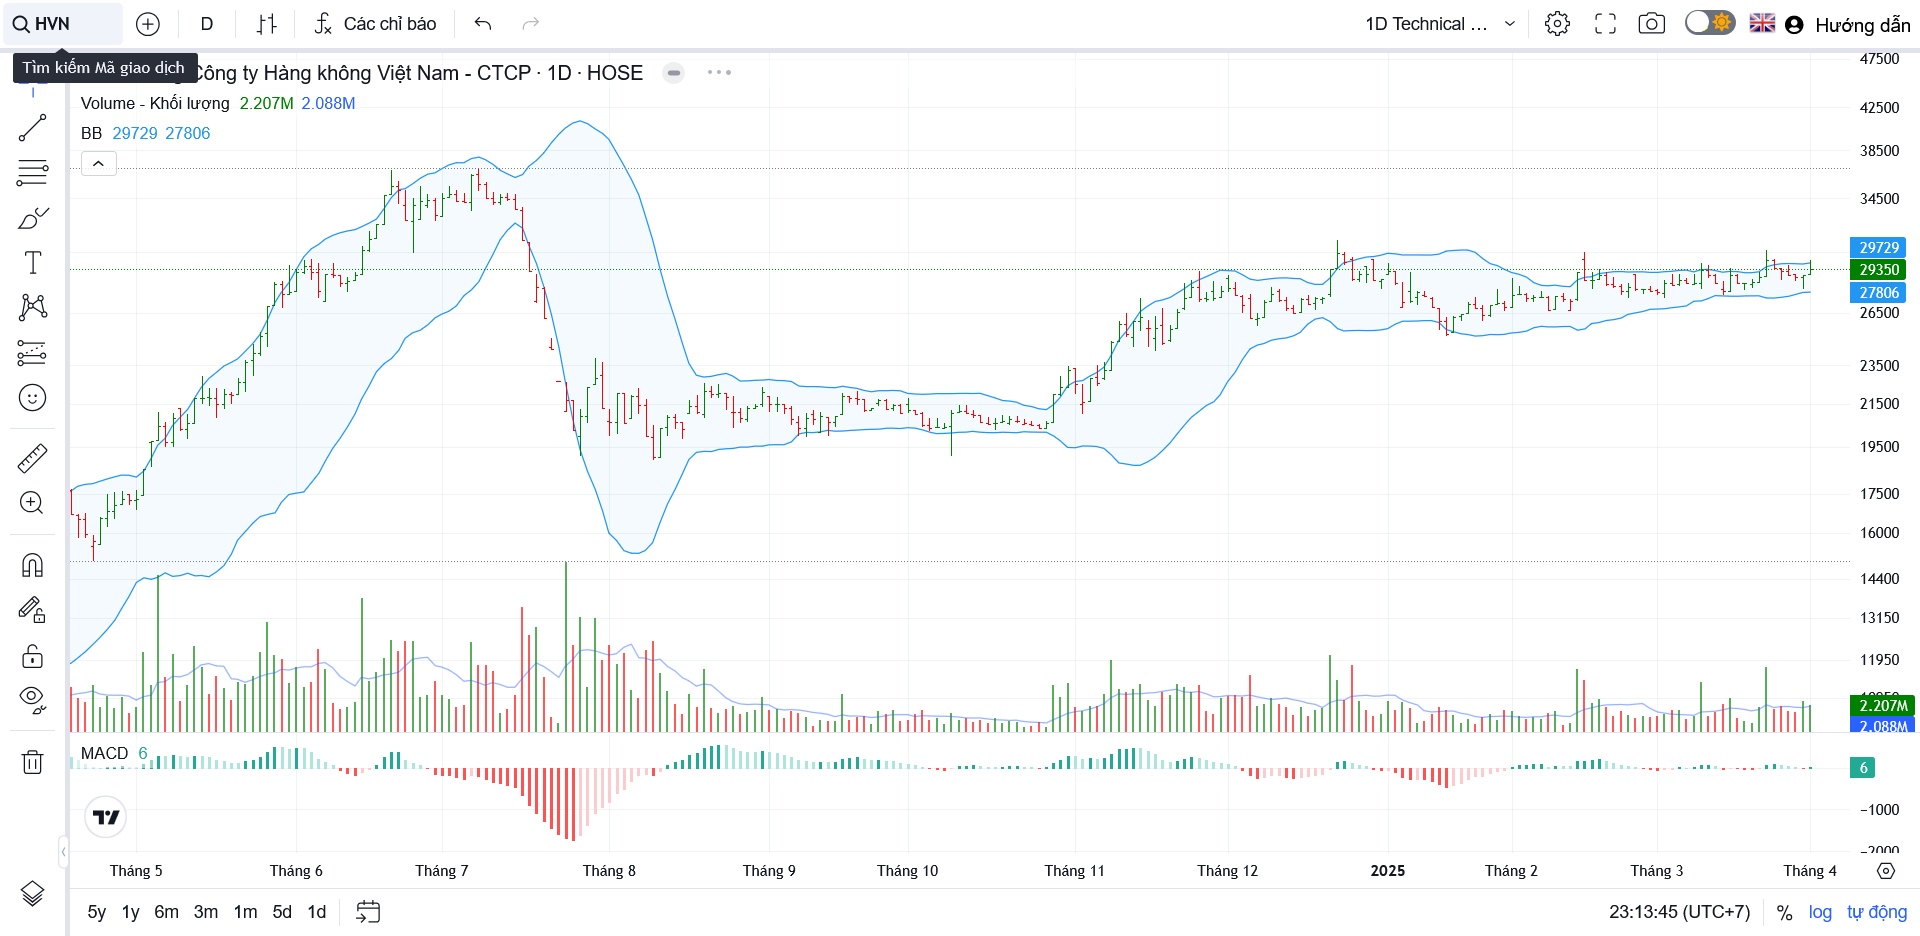 HVN
D
Các chỉ báo
1D Technical ...
Hướng dẫn
Tìm kiếm Mã giao dịch
Công ty Hàng không Việt Nam - CTCP · 1D · HOSE
Volume - Khối lượng 2.207M 2.088M
BB 29729 27806
47500
42500
38500
34500
29729
29350
27806
26500
23500
21500
19500
17500
16000
14400
13150
11950
2.207M
2.088M
MACD 6
6
−1000
−2000
Tháng 5 Tháng 6 Tháng 7 Tháng 8 Tháng 9 Tháng 10 Tháng 11 Tháng 12 2025 Tháng 2 Tháng 3 Tháng 4
5y 1y 6m 3m 1m 5d 1d
23:13:45 (UTC+7) % log tự động